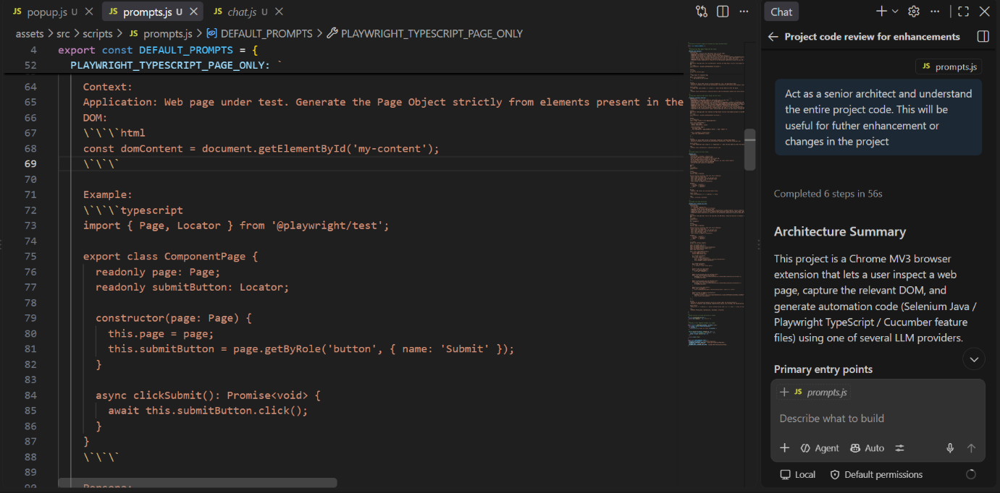 JS popup.js U
JS prompts.js U
JS chat.js U
assets > src > scripts > JS prompts.js > DEFAULT_PROMPTS > PLAYWRIGHT_TYPESCRIPT_PAGE_ONLY
4 export const DEFAULT_PROMPTS = {
52 PLAYWRIGHT_TYPESCRIPT_PAGE_ONLY: `
64 Context:
65 Application: Web page under test. Generate the Page Object strictly from elements present in the
66 DOM:
67 \`\`\`html
68 const domContent = document.getElementById('my-content');
69 \`\`\`
70
71 Example:
72 \`\`\`typescript
73 import { Page, Locator } from '@playwright/test';
74
75 export class ComponentPage {
76 readonly page: Page;
77 readonly submitButton: Locator;
78
79 constructor(page: Page) {
80 this.page = page;
81 this.submitButton = page.getByRole('button', { name: 'Submit' });
82 }
83
84 async clickSubmit(): Promise<void> {
85 await this.submitButton.click();
86 }
87 }
88 \`\`\`
89
90 Persona:
Chat
Project code review for enhancements
JS prompts.js
Act as a senior architect and understand
the entire project code. This will be
useful for futher enhancement or
changes in the project
Completed 6 steps in 56s
Architecture Summary
This project is a Chrome MV3 browser
extension that lets a user inspect a web
page, capture the relevant DOM, and
generate automation code (Selenium Java /
Playwright TypeScript / Cucumber feature
files) using one of several LLM providers.
Primary entry points
JS prompts.js
Describe what to build
Agent
Auto
Local
Default permissions